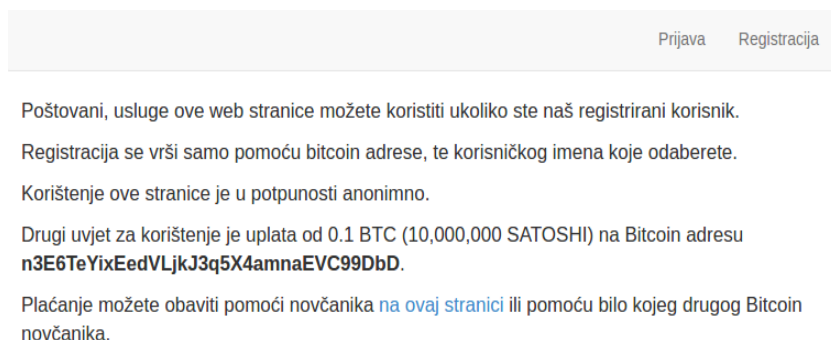 Prijava Registracija
Poštovani, usluge ove web stranice možete koristiti ukoliko ste naš registrirani korisnik.
Registracija se vrši samo pomoću bitcoin adrese, te korisničkog imena koje odaberete.
Korištenje ove stranice je u potpunosti anonimno.
Drugi uvjet za korištenje je uplata od 0.1 BTC (10,000,000 SATOSHI) na Bitcoin adresu
n3E6TeYixEedVLjkJ3q5X4amnaEVC99DbD.
Plaćanje možete obaviti pomoći novčanika na ovaj stranici ili pomoću bilo kojeg drugog Bitcoin
novčanika.